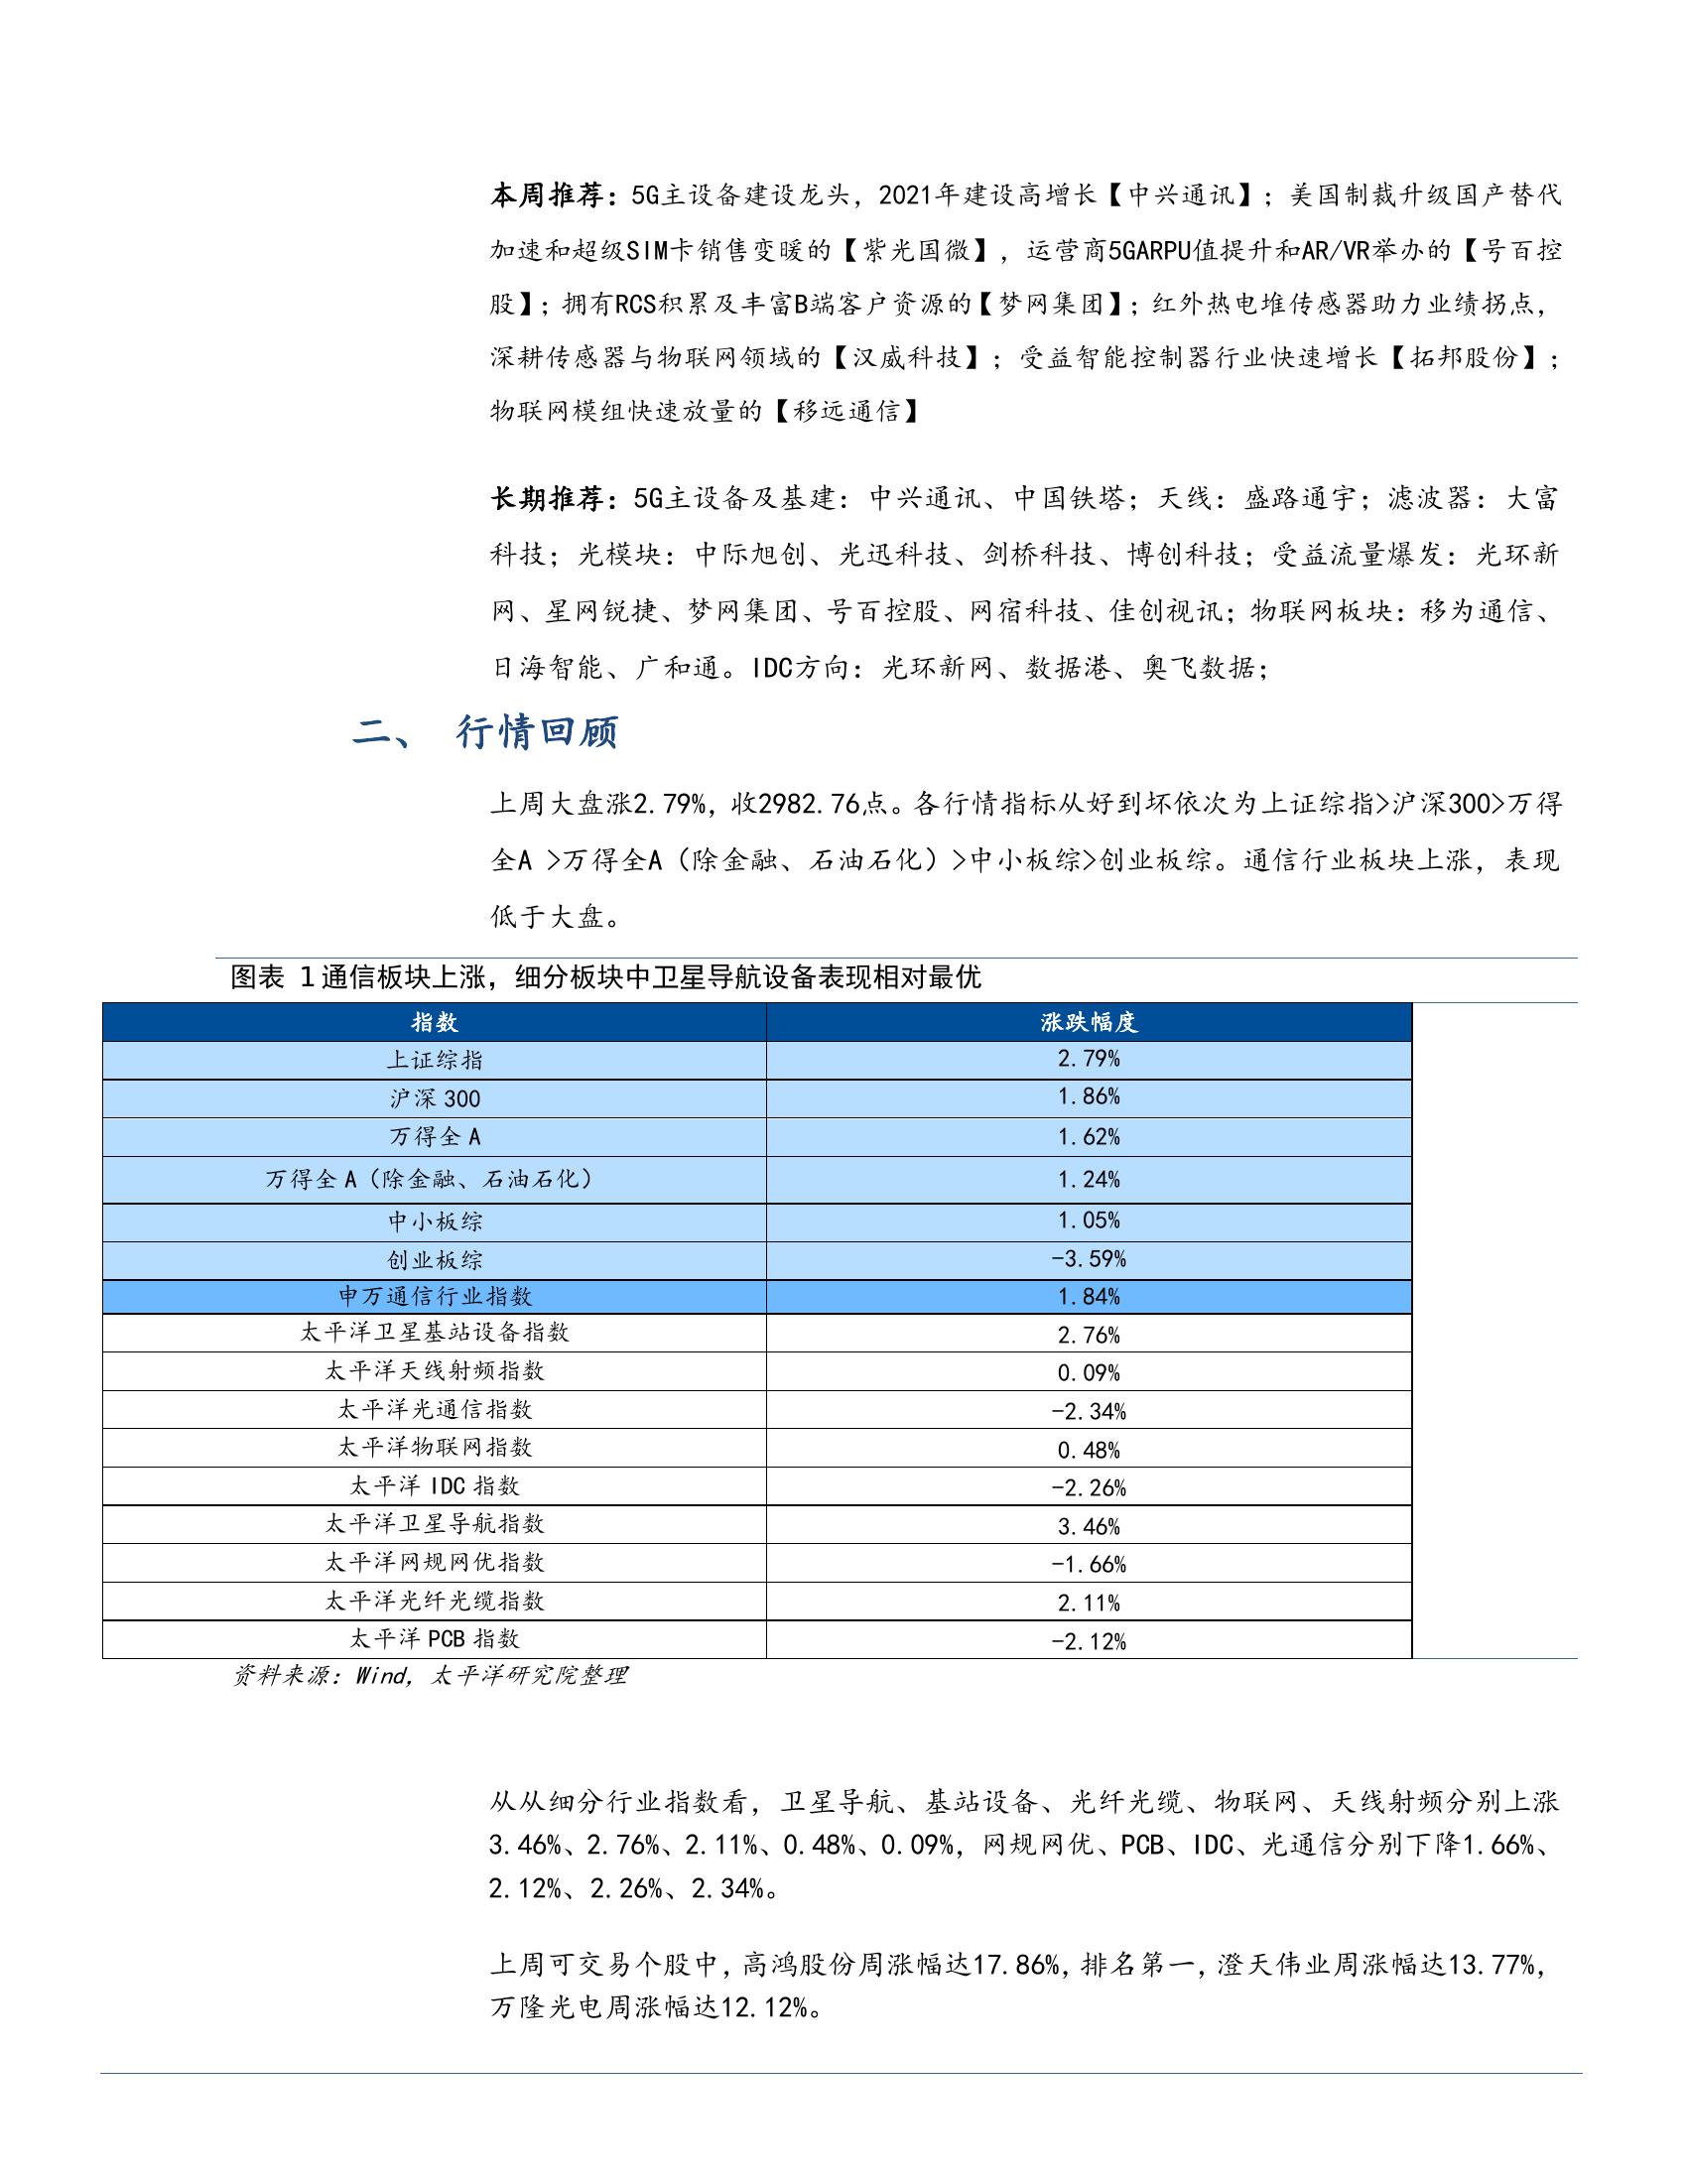 本周推荐：5G主设备建设龙头，2021年建设高增长【中兴通讯】；美国制裁升级国产替代
加速和超级SIM卡销售变暖的【紫光国微】，运营商5GARPU值提升和AR/VR举办的【号百控
股】；拥有RCS积累及丰富B端客户资源的【梦网集团】；红外热电堆传感器助力业绩拐点，
深耕传感器与物联网领域的【汉威科技】；受益智能控制器行业快速增长【拓邦股份】；
物联网模组快速放量的【移远通信】
长期推荐：5G主设备及基建：中兴通讯、中国铁塔；天线：盛路通宇；滤波器：大富
科技；光模块：中际旭创、光迅科技、剑桥科技、博创科技；受益流量爆发：光环新
网、星网锐捷、梦网集团、号百控股、网宿科技、佳创视讯；物联网板块：移为通信、
日海智能、广和通。IDC方向：光环新网、数据港、奥飞数据；
二、 行情回顾
上周大盘涨2.79%，收2982.76点。各行情指标从好到坏依次为上证综指>沪深300>万得
全A >万得全A（除金融、石油石化）>中小板综>创业板综。通信行业板块上涨，表现
低于大盘。
图表 1通信板块上涨，细分板块中卫星导航设备表现相对最优
指数 涨跌幅度
上证综指 2.79%
沪深 300 1.86%
万得全 A 1.62%
万得全 A（除金融、石油石化） 1.24%
中小板综 1.05%
创业板综 -3.59%
申万通信行业指数 1.84%
太平洋卫星基站设备指数 2.76%
太平洋天线射频指数 0.09%
太平洋光通信指数 -2.34%
太平洋物联网指数 0.48%
太平洋 IDC 指数 -2.26%
太平洋卫星导航指数 3.46%
太平洋网规网优指数 -1.66%
太平洋光纤光缆指数 2.11%
太平洋 PCB 指数 -2.12%
资料来源：Wind，太平洋研究院整理
从从细分行业指数看，卫星导航、基站设备、光纤光缆、物联网、天线射频分别上涨
3.46%、2.76%、2.11%、0.48%、0.09%，网规网优、PCB、IDC、光通信分别下降1.66%、
2.12%、2.26%、2.34%。
上周可交易个股中，高鸿股份周涨幅达17.86%，排名第一，澄天伟业周涨幅达13.77%，
万隆光电周涨幅达12.12%。